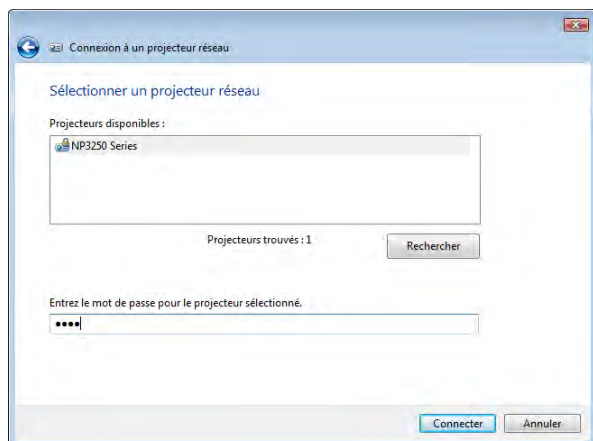 Connexion à un projecteur réseau
Sélectionner un projecteur réseau
Projecteurs disponibles :
NP3250 Series
Projecteurs trouvés : 1
Rechercher
Entrez le mot de passe pour le projecteur sélectionné.
••••
Connecter Annuler